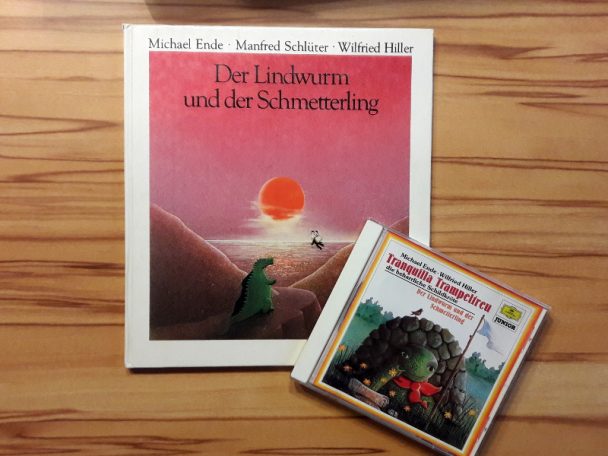 Michael Ende · Manfred Schlüter · Wilfried Hiller
Der Lindwurm
und der Schmetterling
Michael Ende · Wilfried Hiller
Tranquilla Trampeltreu
die beharrliche Schildkröte
Der Lindwurm und der
Schmetterling
JUNIOR